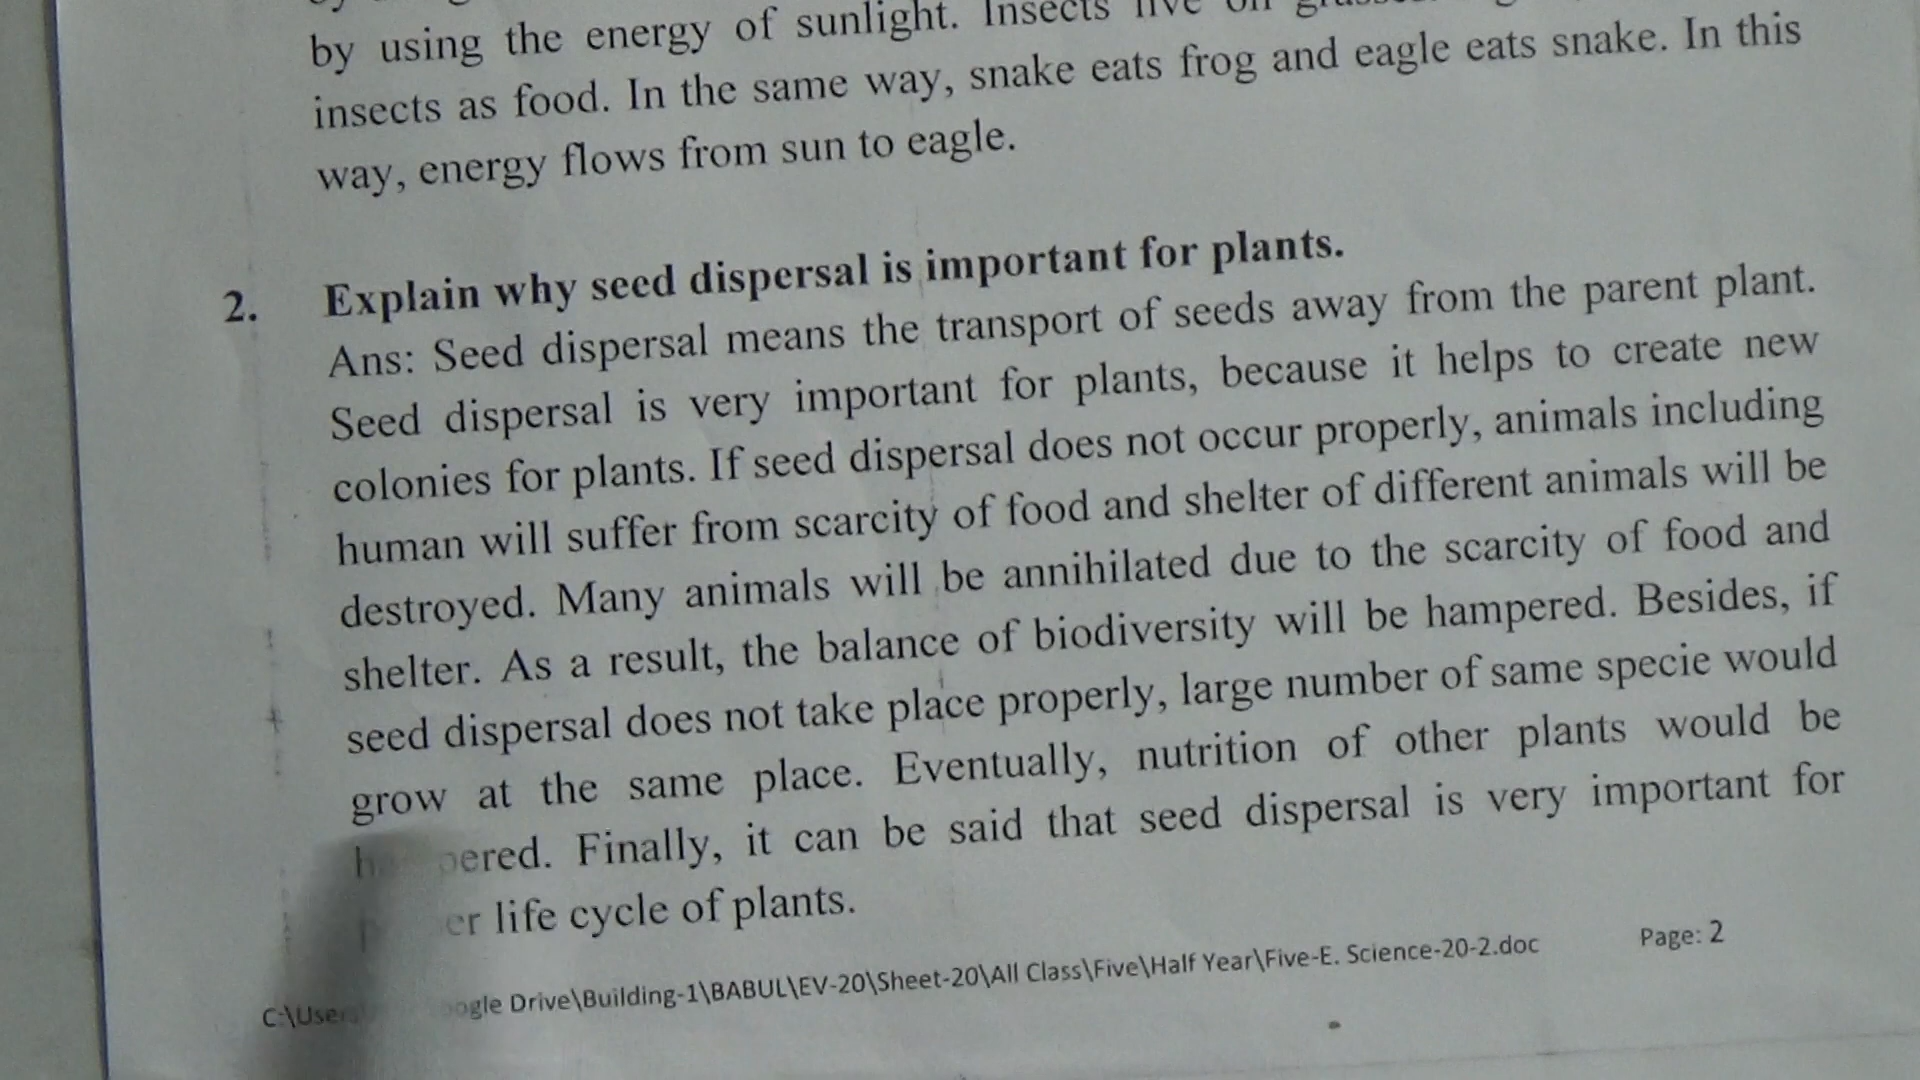 by using the energy of sunlight. Insects live on
insects as food. In the same way, snake eats frog and eagle eats snake. In this
way, energy flows from sun to eagle.
2. Explain why seed dispersal is important for plants.
Ans: Seed dispersal means the transport of seeds away from the parent plant.
Seed dispersal is very important for plants, because it helps to create new
colonies for plants. If seed dispersal does not occur properly, animals including
human will suffer from scarcity of food and shelter of different animals will be
destroyed. Many animals will be annihilated due to the scarcity of food and
shelter. As a result, the balance of biodiversity will be hampered. Besides, if
seed dispersal does not take place properly, large number of same specie would
grow at the same place. Eventually, nutrition of other plants would be
Finally, it can be said that seed dispersal is very important for
life cycle of plants.
Drive\Building-1\BABUL\EV-20\Sheet-20\All Class\Five\Half Year\Five-E. Science-20-2.doc Page: 2